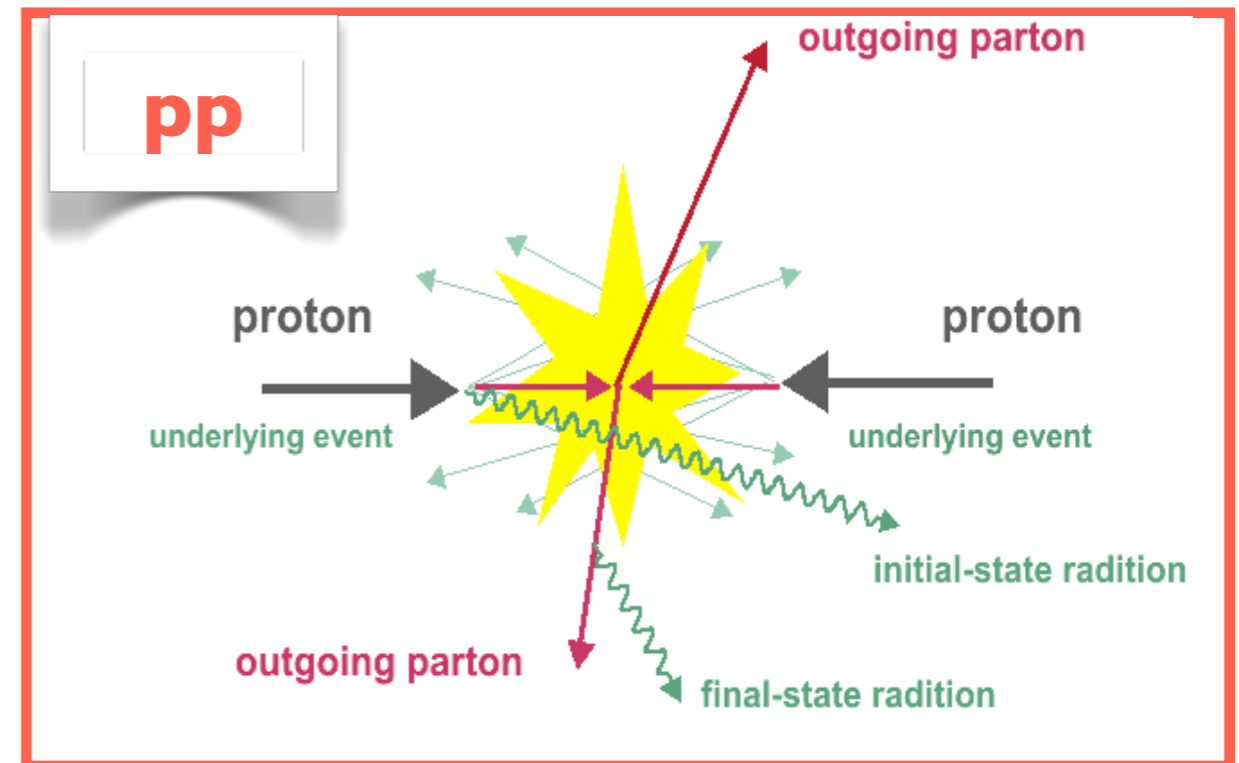 outgoing parton
pp
proton
proton
underlying event
underlying event
initial-state radition
outgoing parton
final-state radition